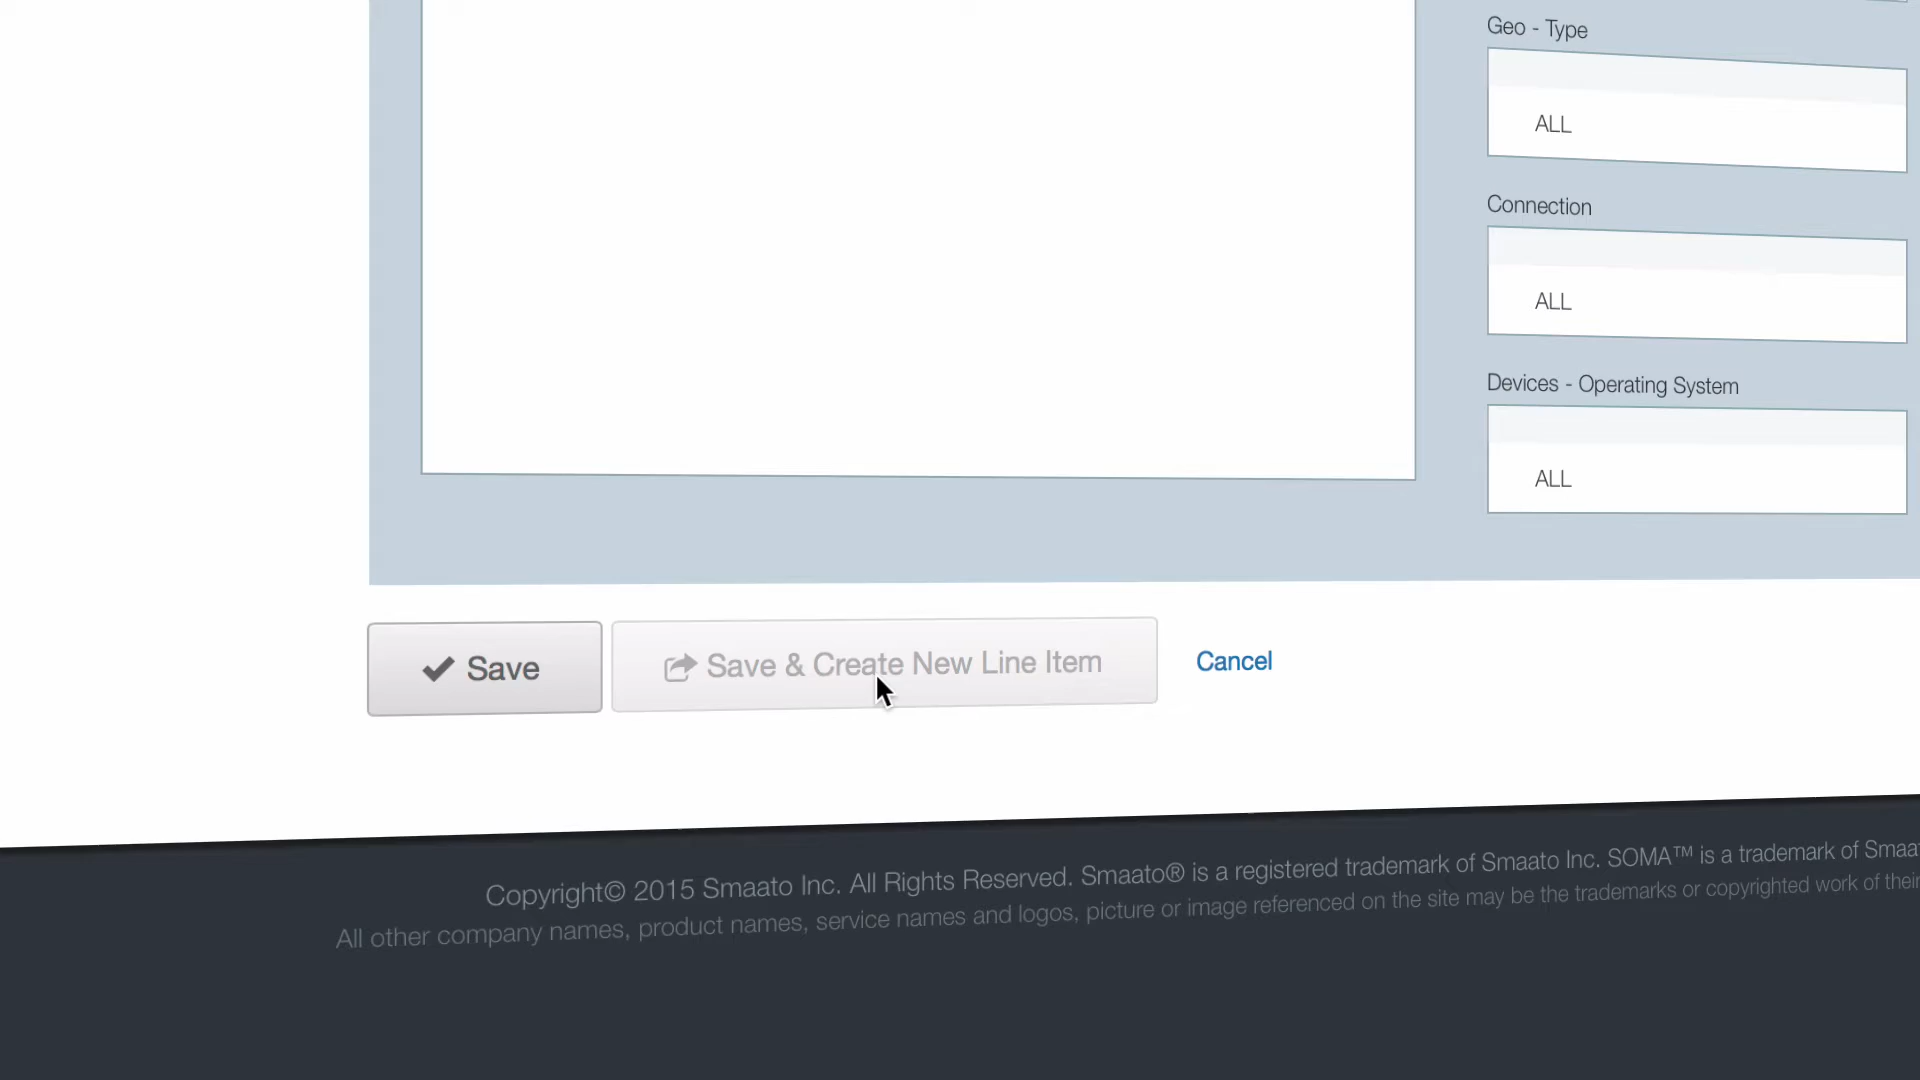 Geo - Type
ALL
Connection
ALL
Devices - Operating System
ALL
Save
Save & Create New Line Item
Cancel
Copyright© 2015 Smaato Inc. All Rights Reserved. Smaato® is a registered trademark of Smaato Inc. SOMA™ is a trademark of Smaat
All other company names, product names, service names and logos, picture or image referenced on the site may be the trademarks or copyrighted work of their